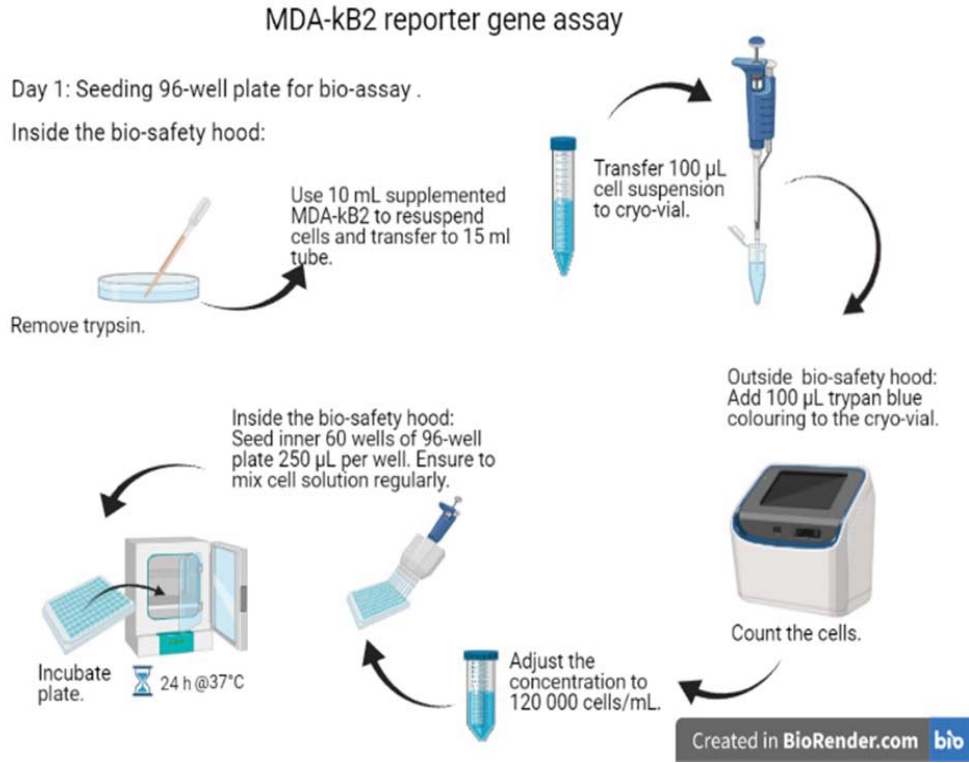 MDA-kB2 reporter gene assay
Day 1: Seeding 96-well plate for bio-assay .
Inside the bio-safety hood:
Remove trypsin.
Use 10 mL supplemented
MDA-kB2 to resuspend
cells and transfer to 15 ml
tube.
Transfer 100 µL
cell suspension
to cryo-vial.
Outside bio-safety hood:
Add 100 µL trypan blue
colouring to the cryo-vial.
Count the cells.
Adjust the
concentration to
120 000 cells/mL.
Inside the bio-safety hood:
Seed inner 60 wells of 96-well
plate 250 µL per well. Ensure to
mix cell solution regularly.
Incubate
plate.
24 h @37°C
Created in BioRender.com bio